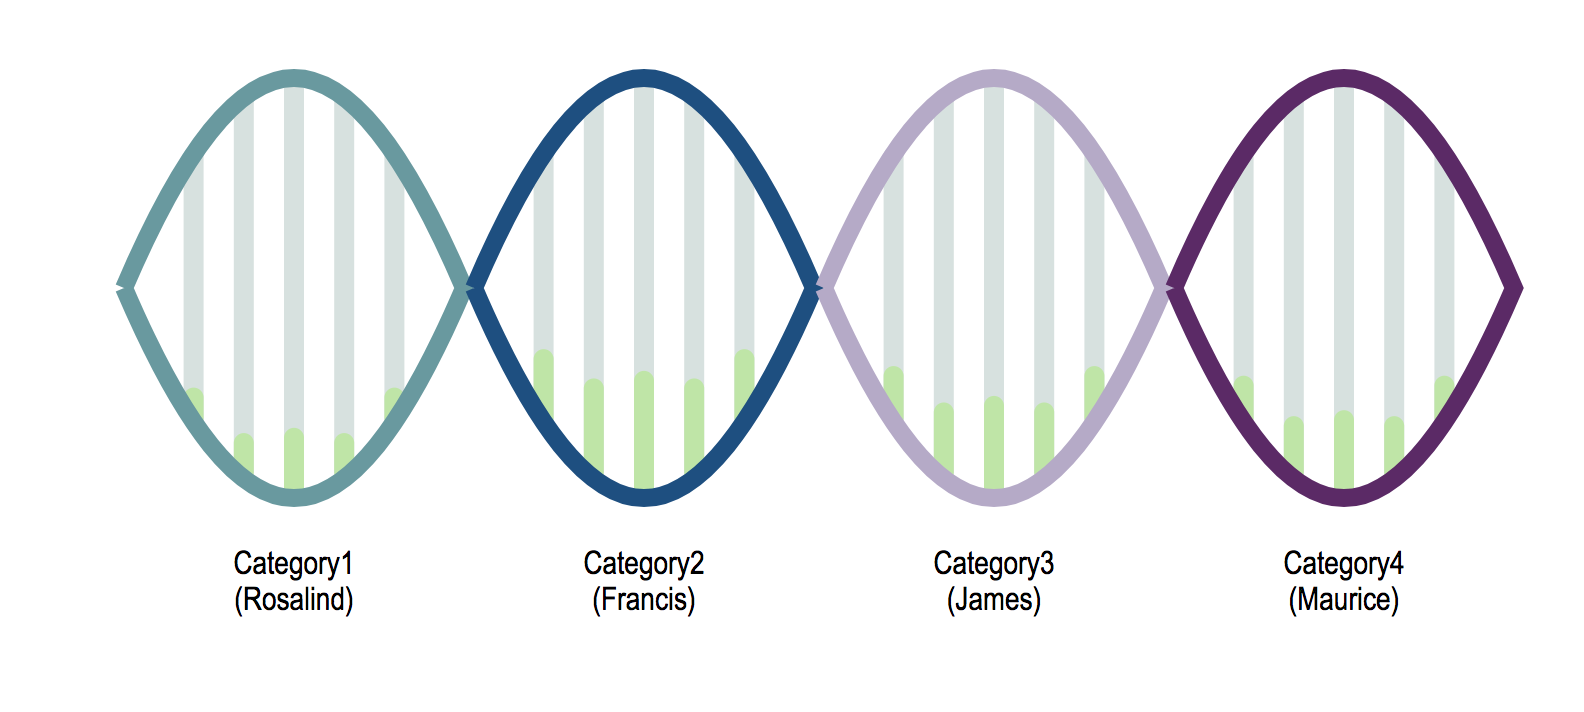 Category1
(Rosalind)
Category2
(Francis)
Category3
(James)
Category4
(Maurice)